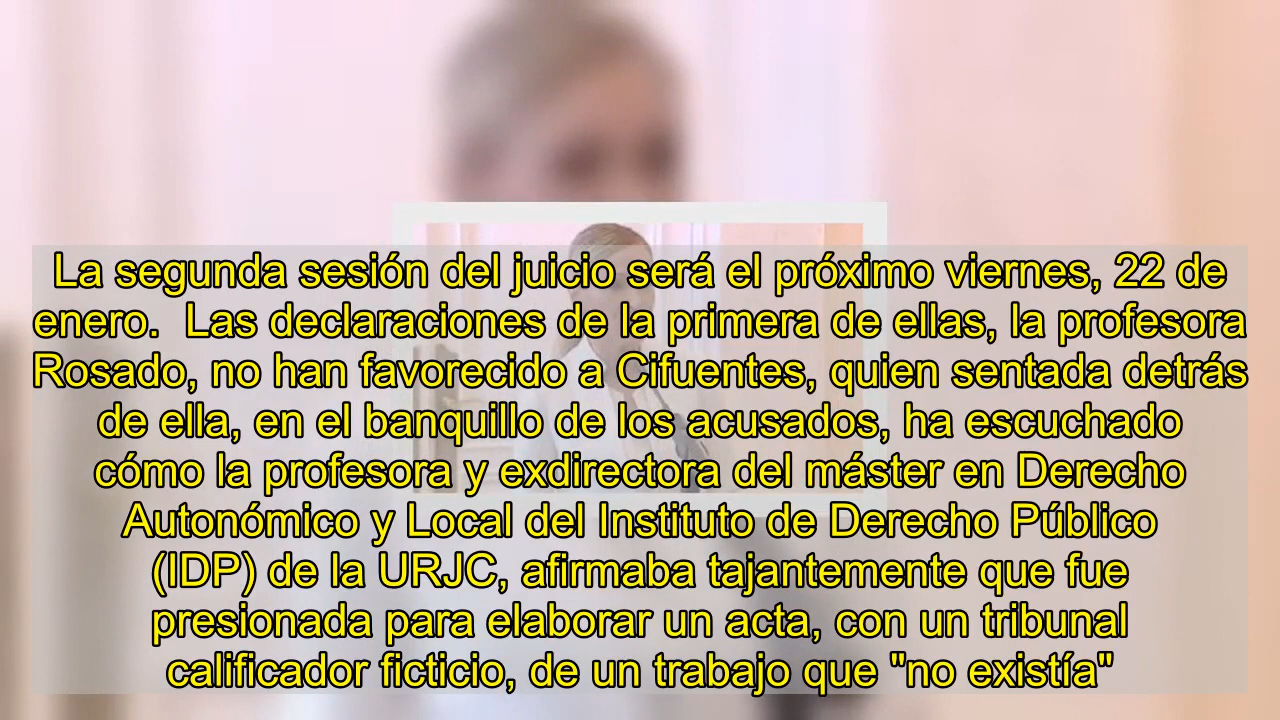 La segunda sesión del juicio será el próximo viernes, 22 de
enero.  Las declaraciones de la primera de ellas, la profesora
Rosado, no han favorecido a Cifuentes, quien sentada detrás
de ella, en el banquillo de los acusados, ha escuchado
cómo la profesora y exdirectora del máster en Derecho
Autonómico y Local del Instituto de Derecho Público
(IDP) de la URJC, afirmaba tajantemente que fue
presionada para elaborar un acta, con un tribunal
calificador ficticio, de un trabajo que "no existía"